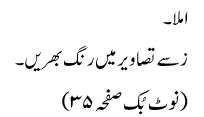 املا۔
ز سے تصاویر میں رنگ بھریں۔
(نوٹ بُک صفحہ ۳۵)